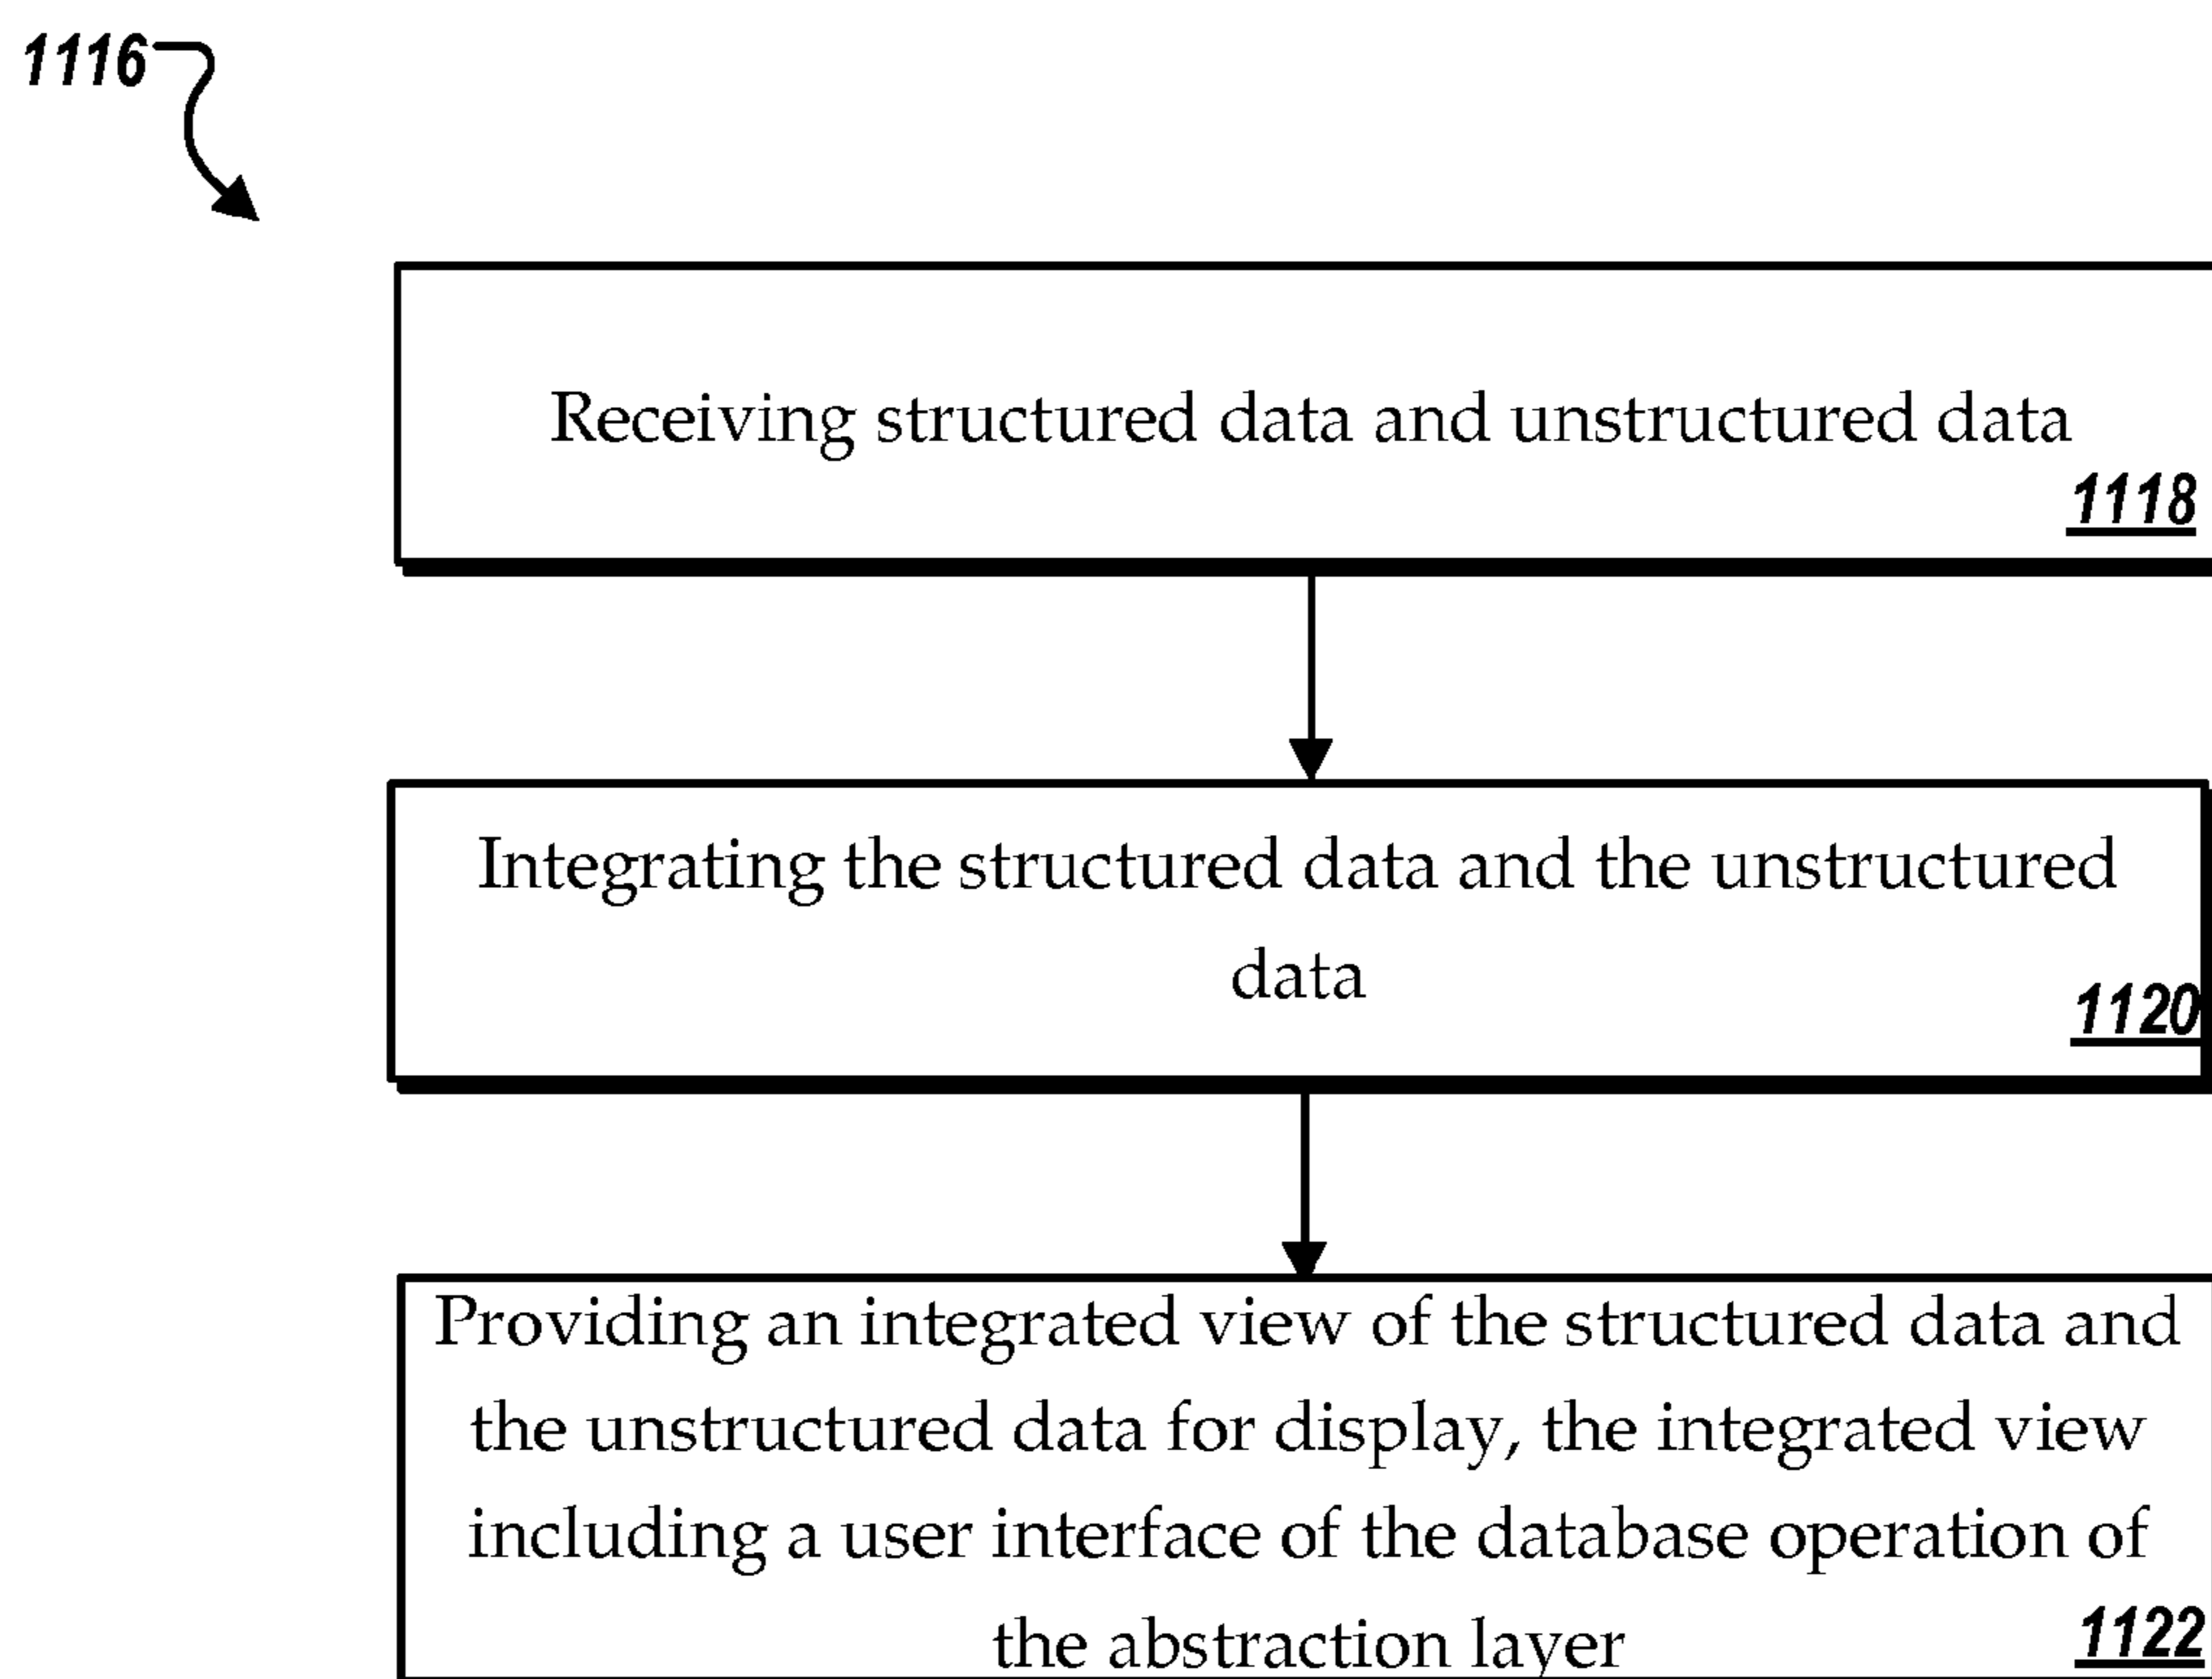 1116
Receiving structured data and unstructured data
1118
Integrating the structured data and the unstructured
data
1120
Providing an integrated view of the structured data and
the unstructured data for display, the integrated view
including a user interface of the database operation of
the abstraction layer
1122